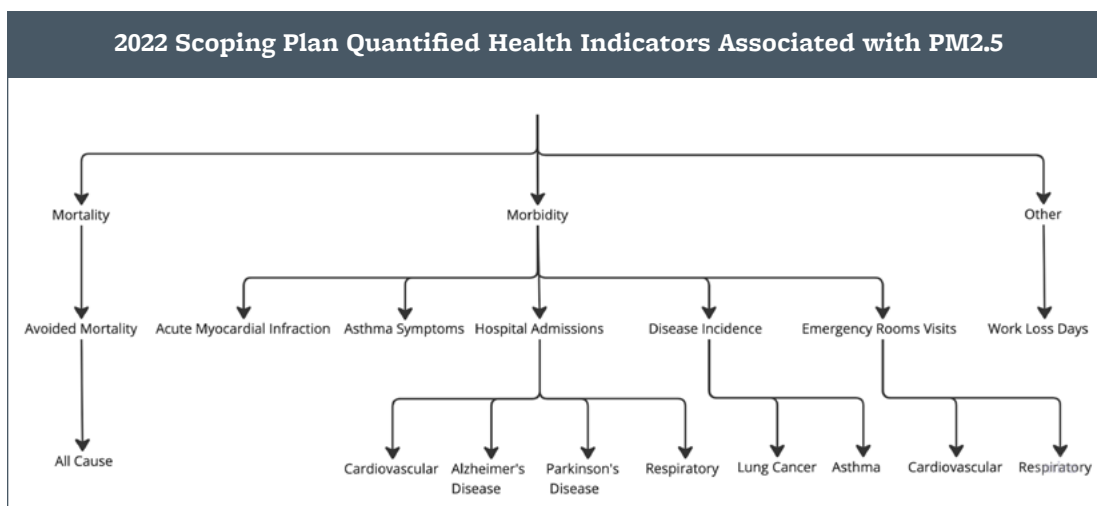 2022 Scoping Plan Quantified Health Indicators Associated with PM2.5
Mortality
Morbidity
Other
Avoided Mortality
Acute Myocardial Infraction
Asthma Symptoms
Hospital Admissions
Disease Incidence
Emergency Rooms Visits
Work Loss Days
All Cause
Cardiovascular
Alzheimer's
Disease
Parkinson's
Disease
Respiratory
Lung Cancer
Asthma
Cardiovascular
Respiratory